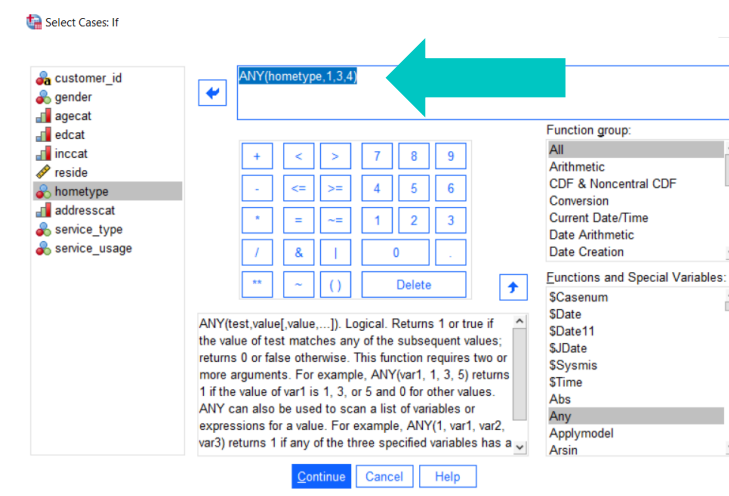 Select Cases: If
customer_id
gender
agecat
edcat
inccat
reside
hometype
addresscat
service_type
service_usage
ANY(hometype,1,3,4)
+ < > 7 8 9
- <= >= 4 5 6
* = ~= 1 2 3
/ & | 0 .
** ~ ( ) Delete
ANY(test,value[,value,...]). Logical. Returns 1 or true if
the value of test matches any of the subsequent values;
returns 0 or false otherwise. This function requires two or
more arguments. For example, ANY(var1, 1, 3, 5) returns
1 if the value of var1 is 1, 3, or 5 and 0 for other values.
ANY can also be used to scan a list of variables or
expressions for a value. For example, ANY(1, var1, var2,
var3) returns 1 if any of the three specified variables has a
Function group:
All
Arithmetic
CDF & Noncentral CDF
Conversion
Current Date/Time
Date Arithmetic
Date Creation
Functions and Special Variables:
$Casenum
$Date
$Date11
$JDate
$Sysmis
$Time
Abs
Any
Applymodel
Arsin
Continue Cancel Help